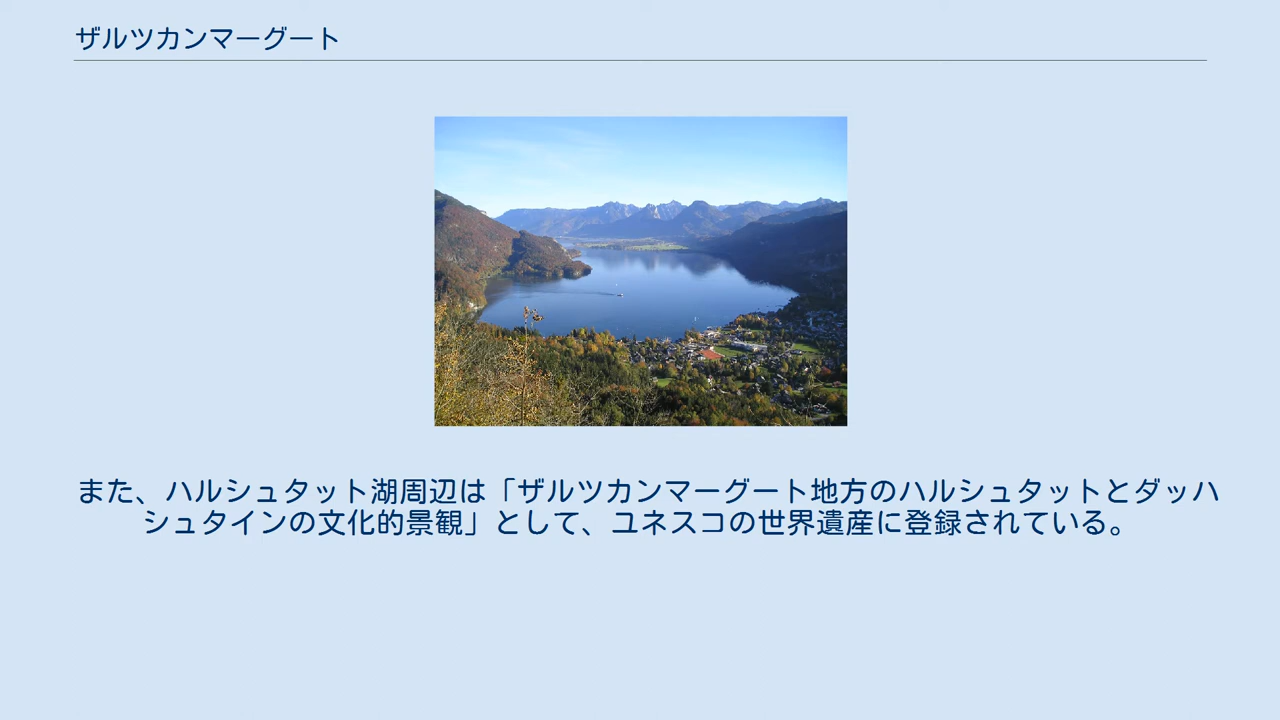 ザルツカンマーグート
また、ハルシュタット湖周辺は「ザルツカンマーグート地方のハルシュタットとダッハ
シュタインの文化的景観」として、ユネスコの世界遺産に登録されている。